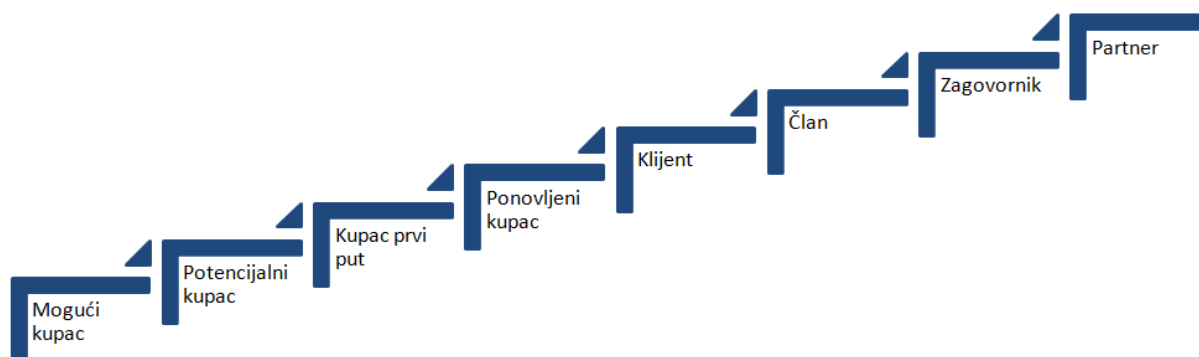 Mogući
kupac
Potencijalni
kupac
Kupac prvi
put
Ponovljeni
kupac
Klijent
Član
Zagovornik
Partner